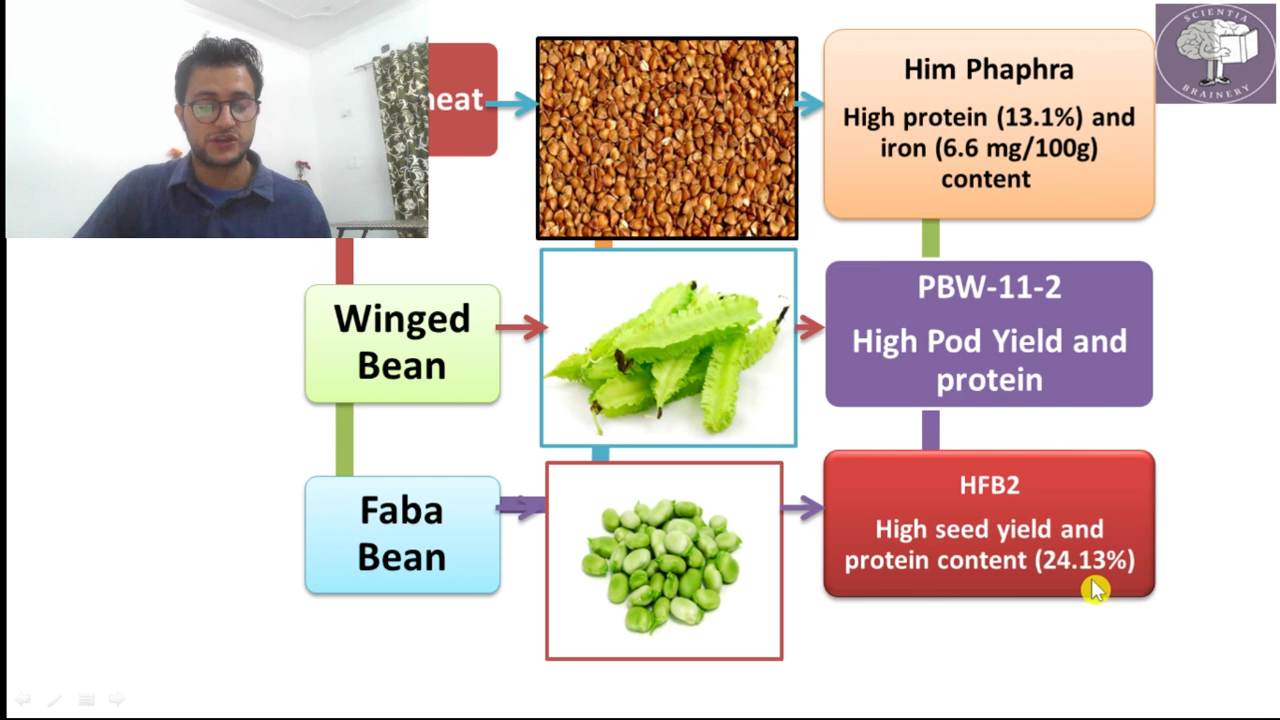 heat
Him Phaphra
High protein (13.1%) and
iron (6.6 mg/100g)
content
SCIENTIA
BRAINERY
Winged
Bean
PBW-11-2
High Pod Yield and
protein
Faba
Bean
HFB2
High seed yield and
protein content (24.13%)